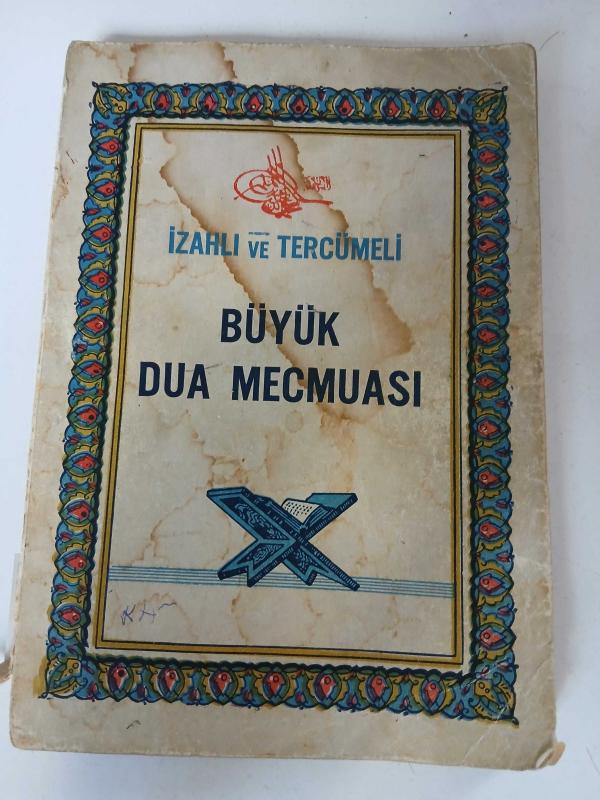 İZAHLI VE TERCÜMELİ
BÜYÜK
DUA MECMUASI